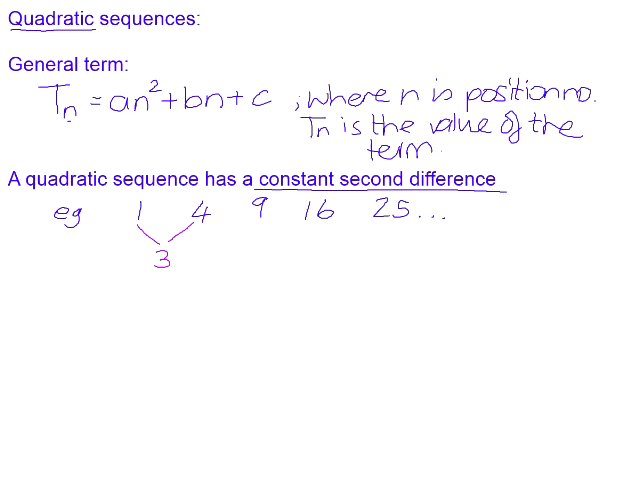 Quadratic sequences:
General term:
Tn = an²+bn+c ; where n is position no.
Tn is the value of the
term.
A quadratic sequence has a constant second difference
eg 1 4 9 16 25...
3